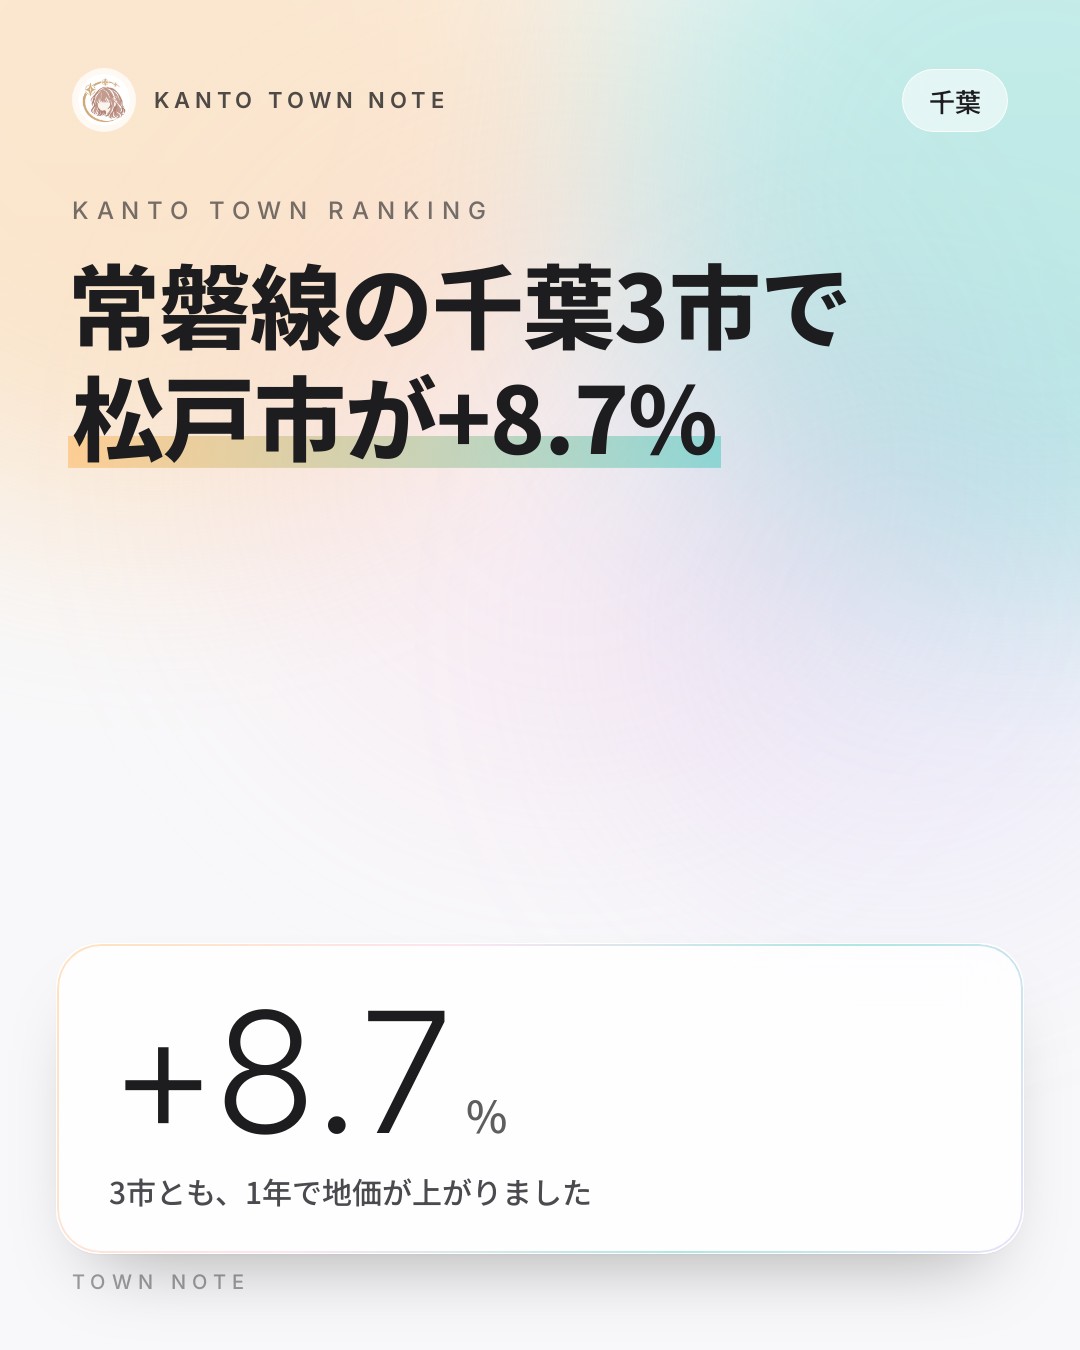 KANTO TOWN NOTE
千葉
KANTO TOWN RANKING
常磐線の千葉3市で
松戸市が+8.7%
+8.7%
3市とも、1年で地価が上がりました
TOWN NOTE